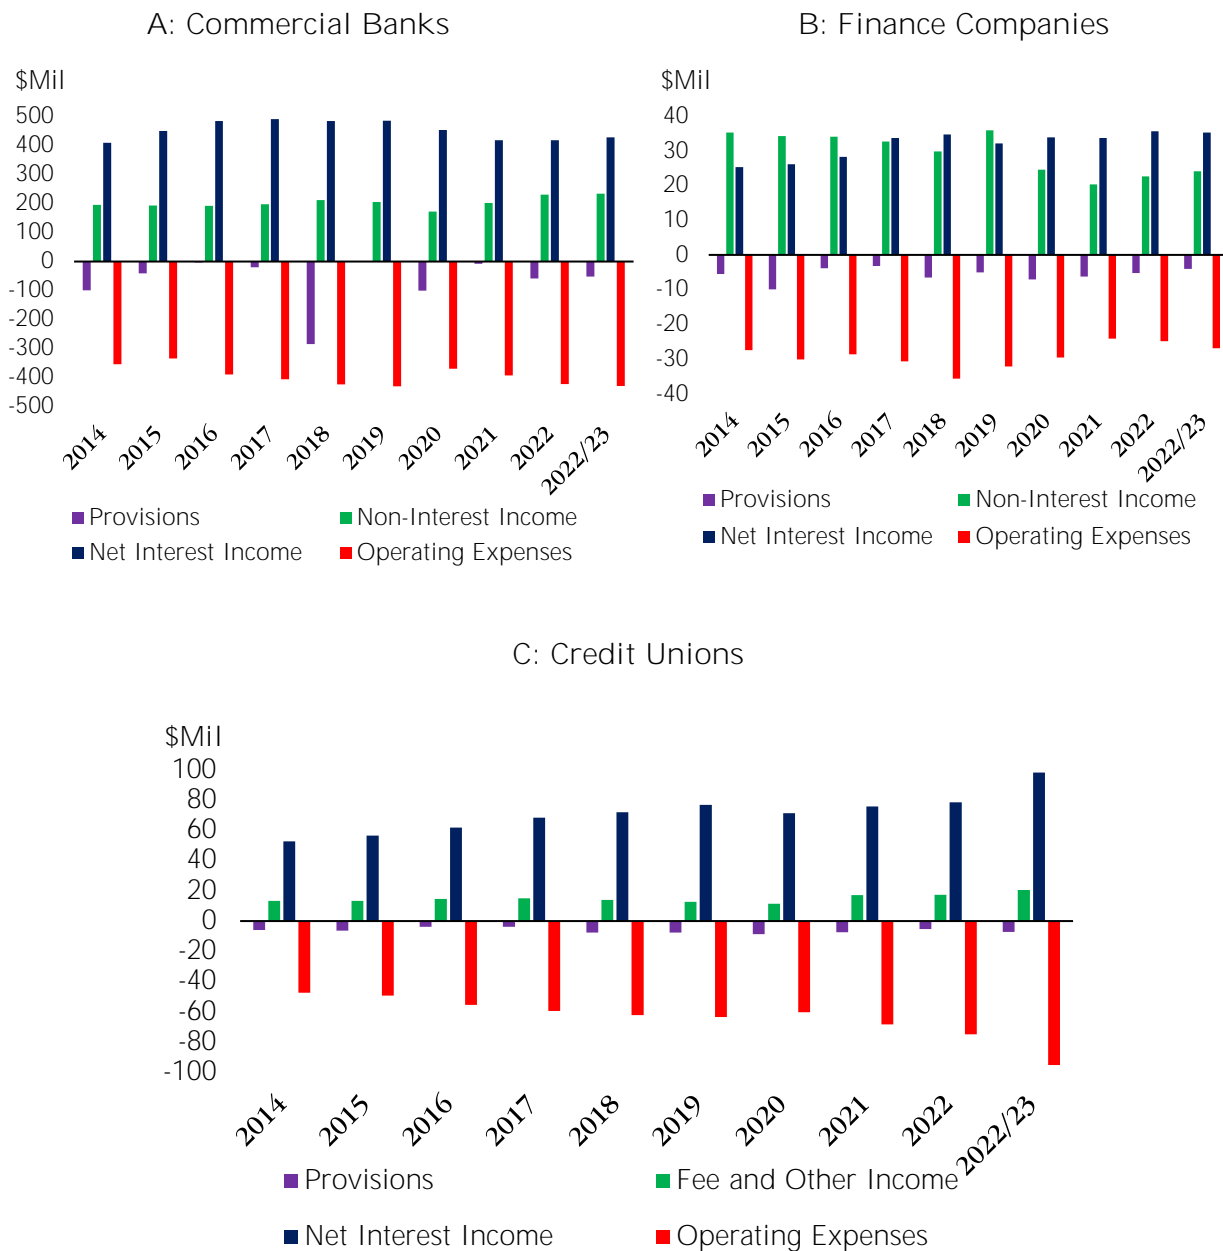 A: Commercial Banks
$Mil
500
400
300
200
100
0
-100
-200
-300
-400
-500
2014 2015 2016 2017 2018 2019 2020 2021 2022 2022/23
Provisions Non-Interest Income
Net Interest Income Operating Expenses
B: Finance Companies
$Mil
40
30
20
10
0
-10
-20
-30
-40
2014 2015 2016 2017 2018 2019 2020 2021 2022 2022/23
Provisions Non-Interest Income
Net Interest Income Operating Expenses
C: Credit Unions
$Mil
100
80
60
40
20
0
-20
-40
-60
-80
-100
2014 2015 2016 2017 2018 2019 2020 2021 2022 2022/23
Provisions Fee and Other Income
Net Interest Income Operating Expenses